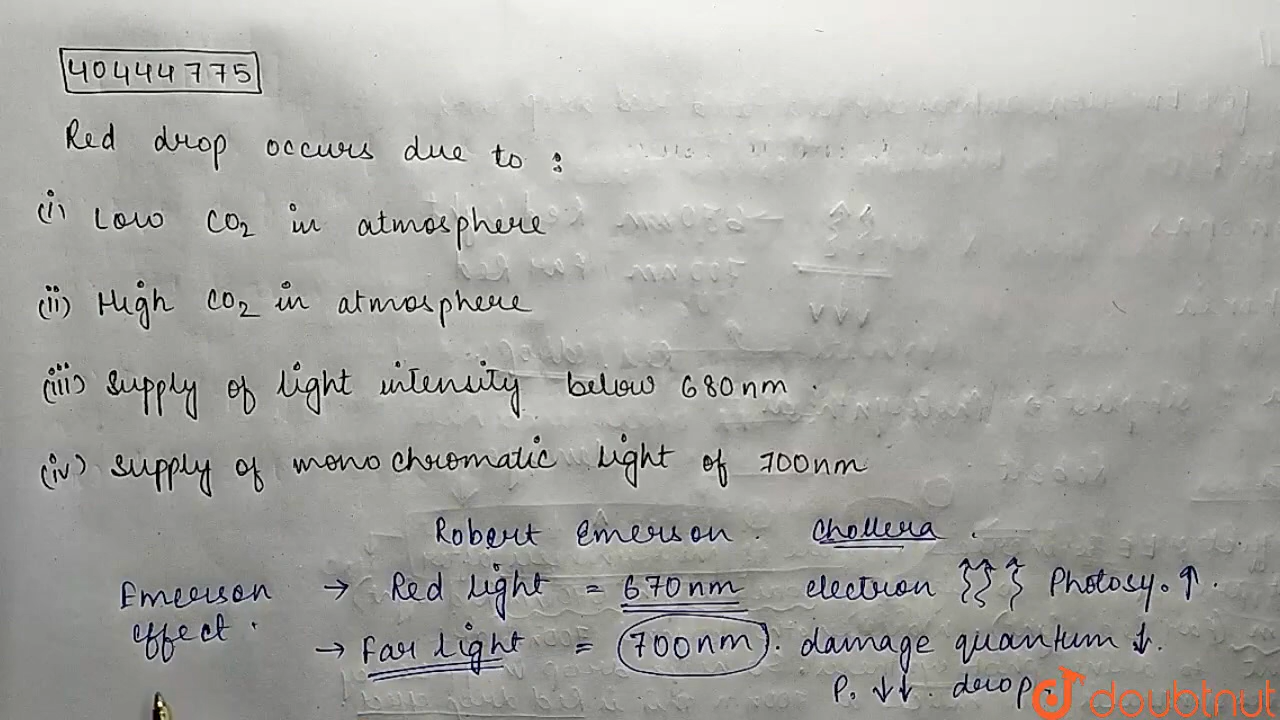 40444775
Red drop occurs due to :
(i) Low CO2 in atmosphere
(ii) High CO2 in atmosphere
(iii) Supply of light intensity below 680nm.
(iv) Supply of monochromatic light of 700nm
Robert Emerson. Chollera.
Emerson → Red light = 670nm electron }}} Photosy. ↑.
effect.
→ Far light = 700nm. damage quantum ↓.
P. ↓↓. drop.
doubtnut